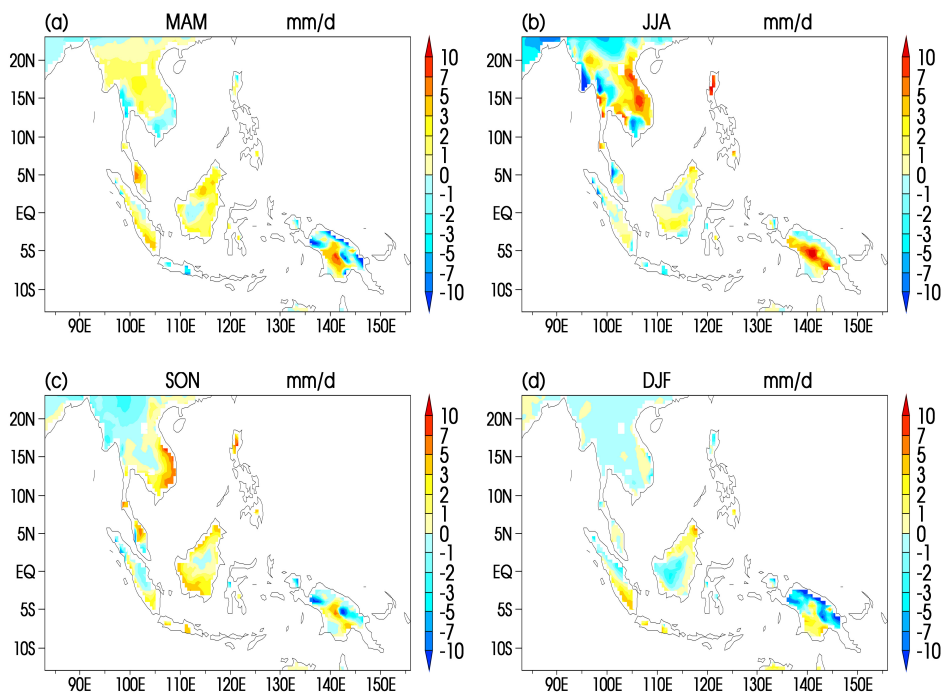 (a) MAM mm/d
20N
15N
10N
5N
EQ
5S
10S
90E 100E 110E 120E 130E 140E 150E
10
7
5
3
2
1
0
-1
-2
-3
-5
-7
-10
(b) JJA mm/d
20N
15N
10N
5N
EQ
5S
10S
90E 100E 110E 120E 130E 140E 150E
10
7
5
3
2
1
0
-1
-2
-3
-5
-7
-10
(c) SON mm/d
20N
15N
10N
5N
EQ
5S
10S
90E 100E 110E 120E 130E 140E 150E
10
7
5
3
2
1
0
-1
-2
-3
-5
-7
-10
(d) DJF mm/d
20N
15N
10N
5N
EQ
5S
10S
90E 100E 110E 120E 130E 140E 150E
10
7
5
3
2
1
0
-1
-2
-3
-5
-7
-10